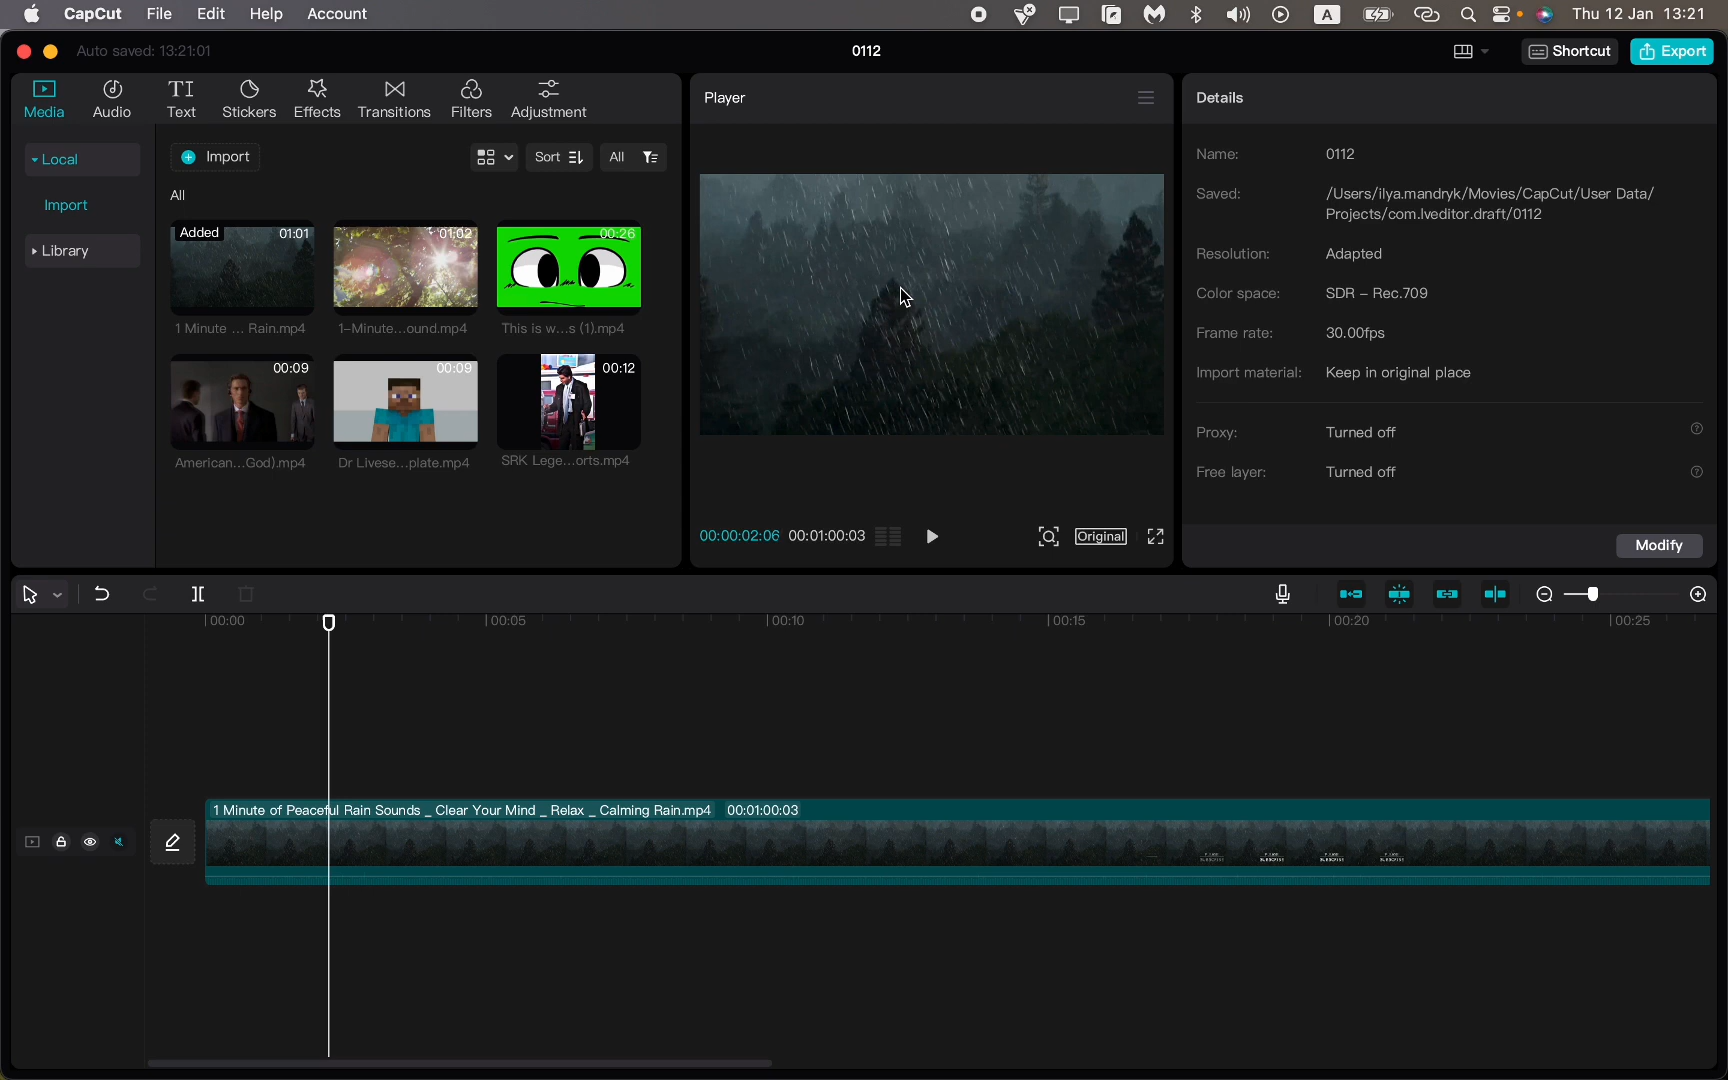 CapCut File Edit Help Account
A
Thu 12 Jan 13:21
Auto saved: 13:21:01
0112
Shortcut
Export
Media
Audio
TI
Text
Stickers
Effects
Transitions
Filters
Adjustment
Local
Import
Library
Import
Sort
All
All
Added
01:01
01:02
00:26
1 Minute ... Rain.mp4
1-Minute...ound.mp4
This is w...s (1).mp4
00:09
00:09
00:12
American...God).mp4
Dr Livese...plate.mp4
SRK Lege...orts.mp4
Player
00:00:02:06 00:01:00:03
Original
Details
Name: 0112
Saved: /Users/ilya.mandryk/Movies/CapCut/User Data/
Projects/com.lveditor.draft/0112
Resolution: Adapted
Color space: SDR – Rec.709
Frame rate: 30.00fps
Import material: Keep in original place
Proxy: Turned off
Free layer: Turned off
Modify
00:00 00:05 00:10 00:15 00:20 00:25
1 Minute of Peaceful Rain Sounds _ Clear Your Mind _ Relax _ Calming Rain.mp4 00:01:00:03